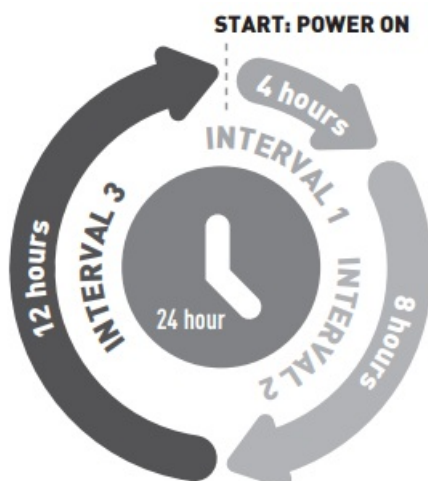 START: POWER ON
4 hours
INTERVAL 1
8 hours
INTERVAL 2
12 hours
INTERVAL 3
24 hour